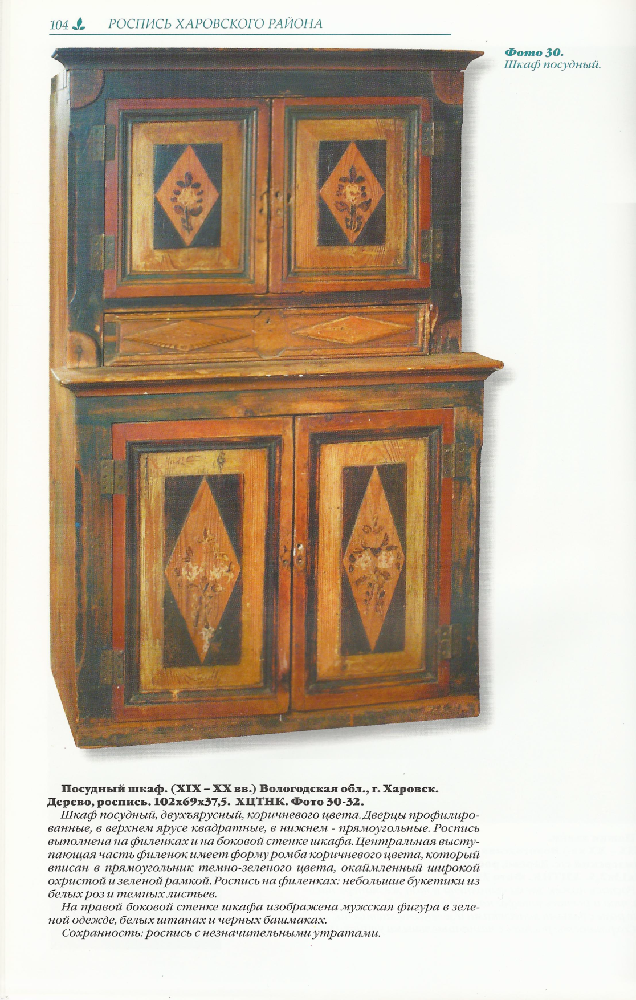 104 РОСПИСЬ ХАРОВСКОГО РАЙОНА
Фото 30.
Шкаф посудный.
Посудный шкаф. (XIX – XX вв.) Вологодская обл., г. Харовск.
Дерево, роспись. 102х69х37,5. ХЦТНК. Фото 30-32.
Шкаф посудный, двухъярусный, коричневого цвета. Дверцы профилиро-
ванные, в верхнем ярусе квадратные, в нижнем - прямоугольные. Роспись
выполнена на филенках и на боковой стенке шкафа. Центральная высту-
пающая часть филенок имеет форму ромба коричневого цвета, который
вписан в прямоугольник темно-зеленого цвета, окаймленный широкой
охристой и зеленой рамкой. Роспись на филенках: небольшие букетики из
белых роз и темных листьев.
На правой боковой стенке шкафа изображена мужская фигура в зеле-
ной одежде, белых штанах и черных башмаках.
Сохранность: роспись с незначительными утратами.